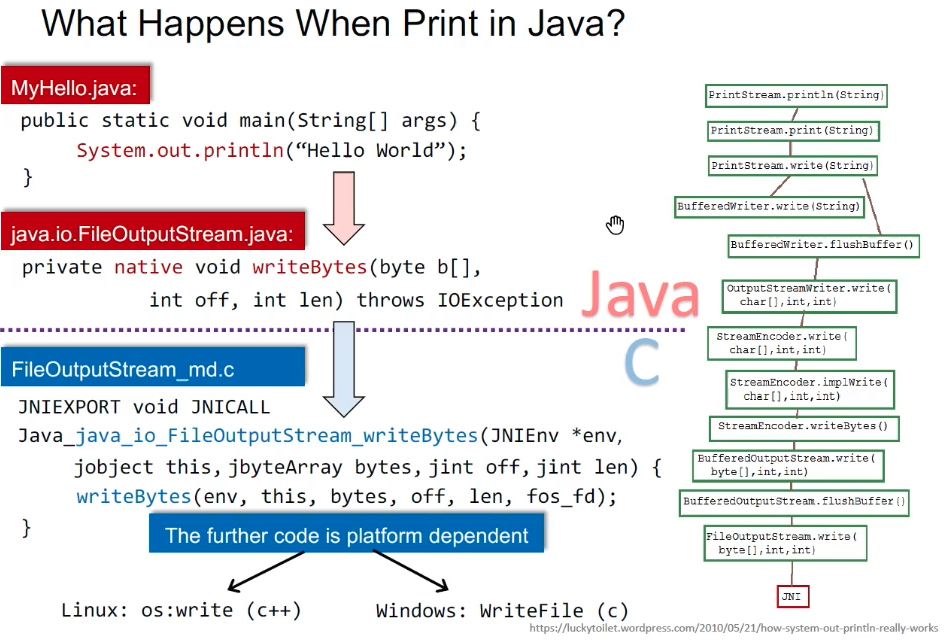 What Happens When Print in Java?
MyHello.java:
public static void main(String[] args) {
System.out.println(“Hello World”);
}
java.io.FileOutputStream.java:
private native void writeBytes(byte b[],
int off, int len) throws IOException
Java
C
FileOutputStream_md.c
JNIEXPORT void JNICALL
Java_java_io_FileOutputStream_writeBytes(JNIEnv *env,
jobject this, jbyteArray bytes, jint off, jint len) {
writeBytes(env, this, bytes, off, len, fos_fd);
}
The further code is platform dependent
Linux: os:write (c++)
Windows: WriteFile (c)
PrintStream.println(String)
PrintStream.print(String)
PrintStream.write(String)
BufferedWriter.write(String)
BufferedWriter.flushBuffer()
OutputStreamWriter.write(
char[],int,int)
StreamEncoder.write(
char[],int,int)
StreamEncoder.implWrite(
char[],int,int)
StreamEncoder.writeBytes()
BufferedOutputStream.write(
byte[],int,int)
BufferedOutputStream.flushBuffer()
FileOutputStream.write(
byte[],int,int)
JNI
https://luckytoilet.wordpress.com/2010/05/21/how-system-out-println-really-works